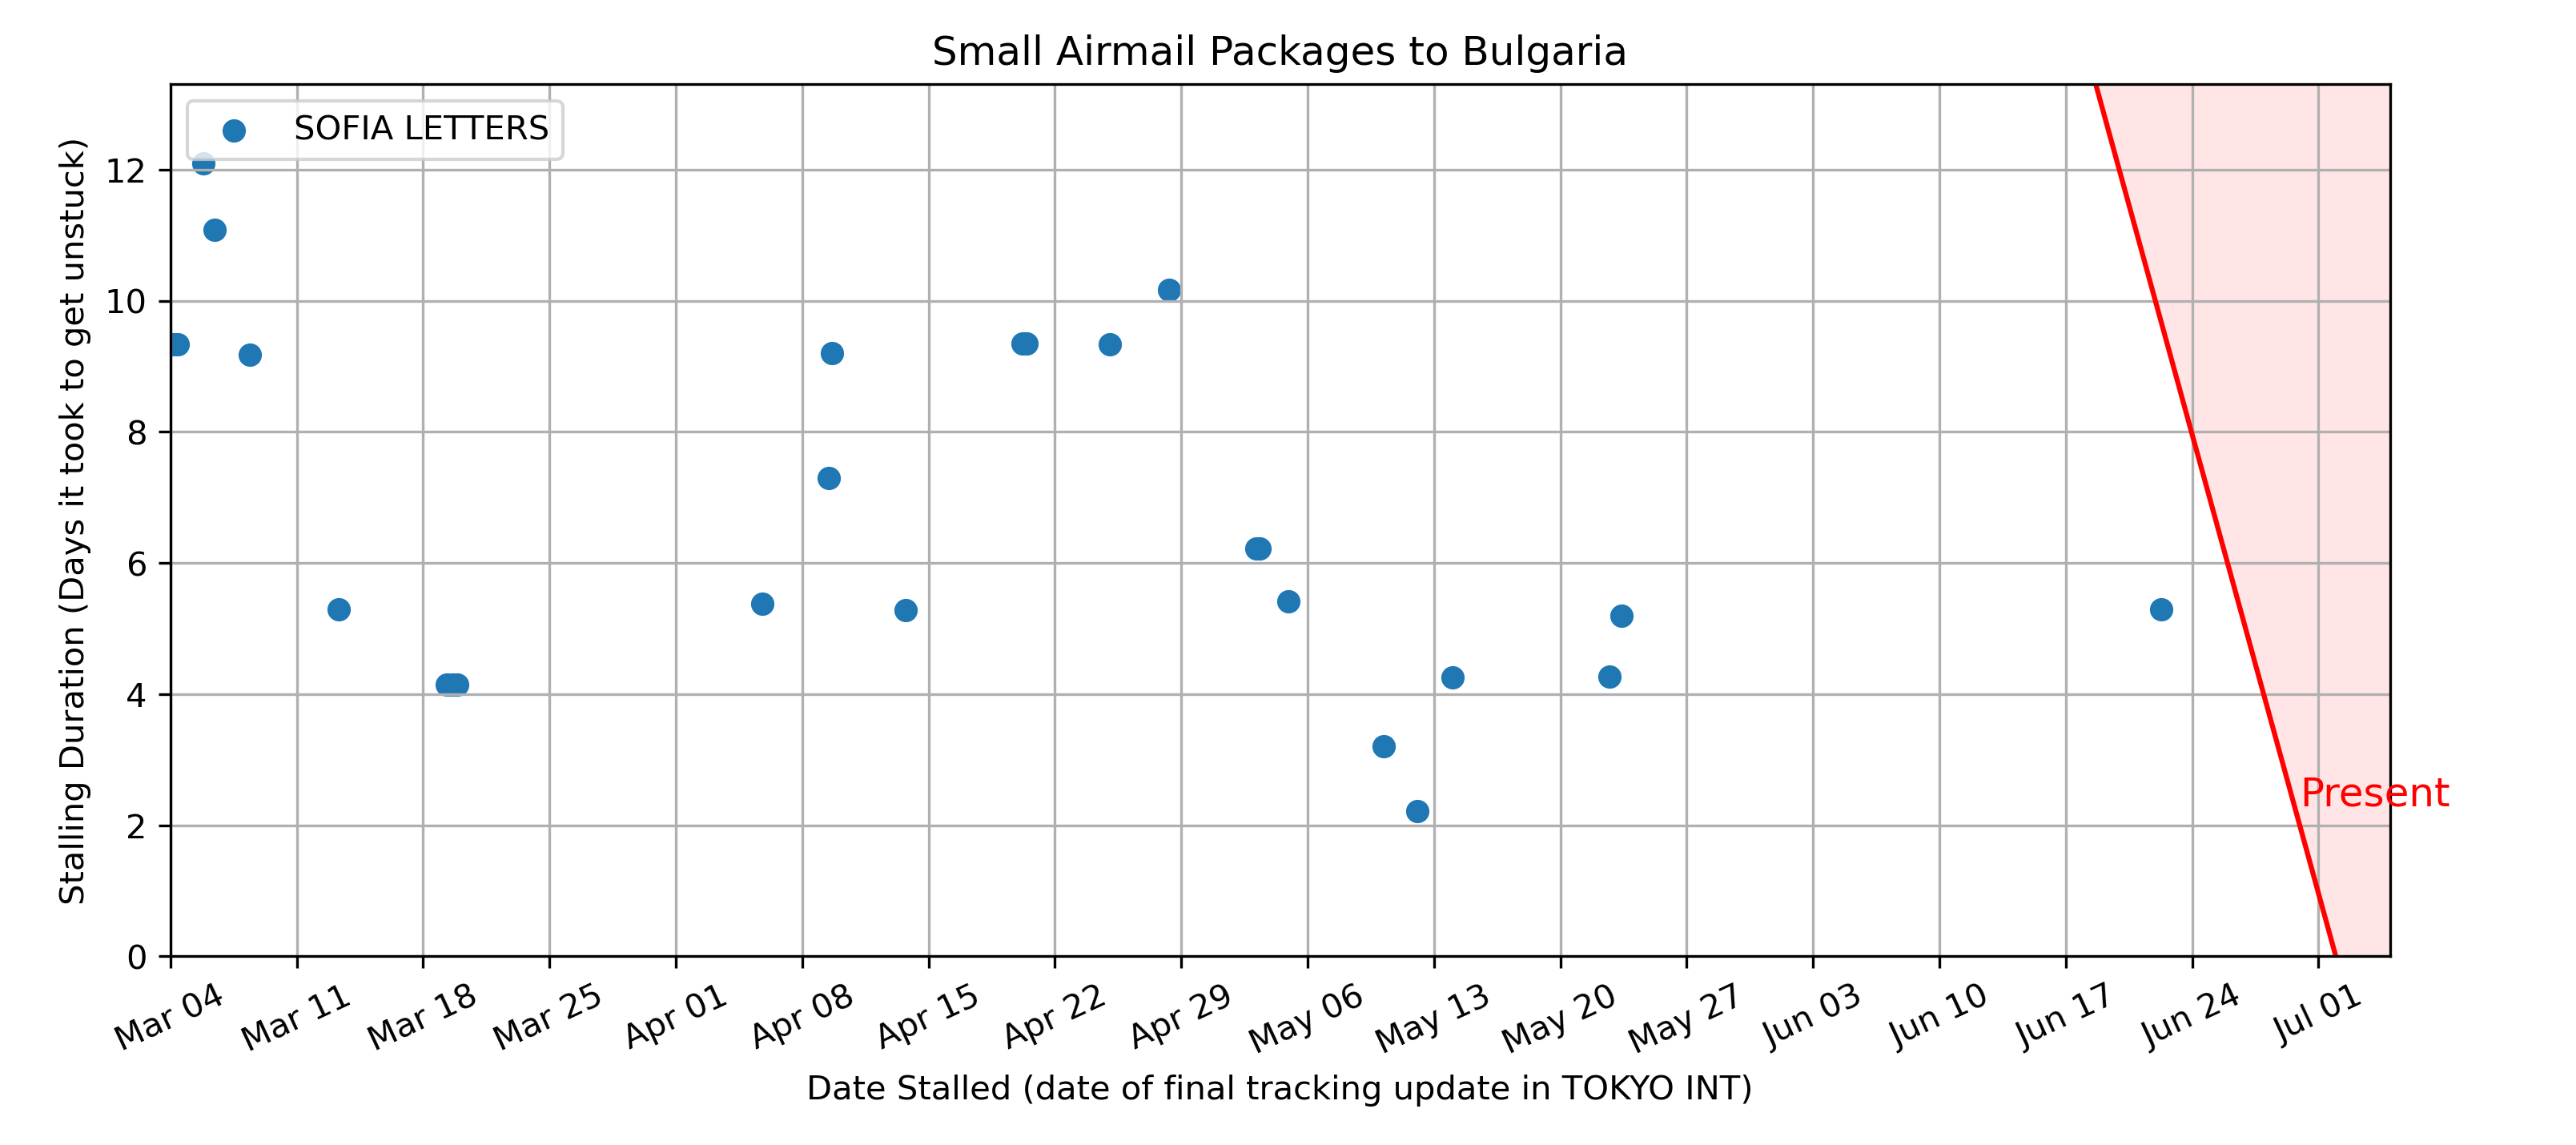 Small Airmail Packages to Bulgaria
SOFIA LETTERS
Stalling Duration (Days it took to get unstuck)
12
10
8
6
4
2
0
Present
Mar 04
Mar 11
Mar 18
Mar 25
Apr 01
Apr 08
Apr 15
Apr 22
Apr 29
May 06
May 13
May 20
May 27
Jun 03
Jun 10
Jun 17
Jun 24
Jul 01
Date Stalled (date of final tracking update in TOKYO INT)